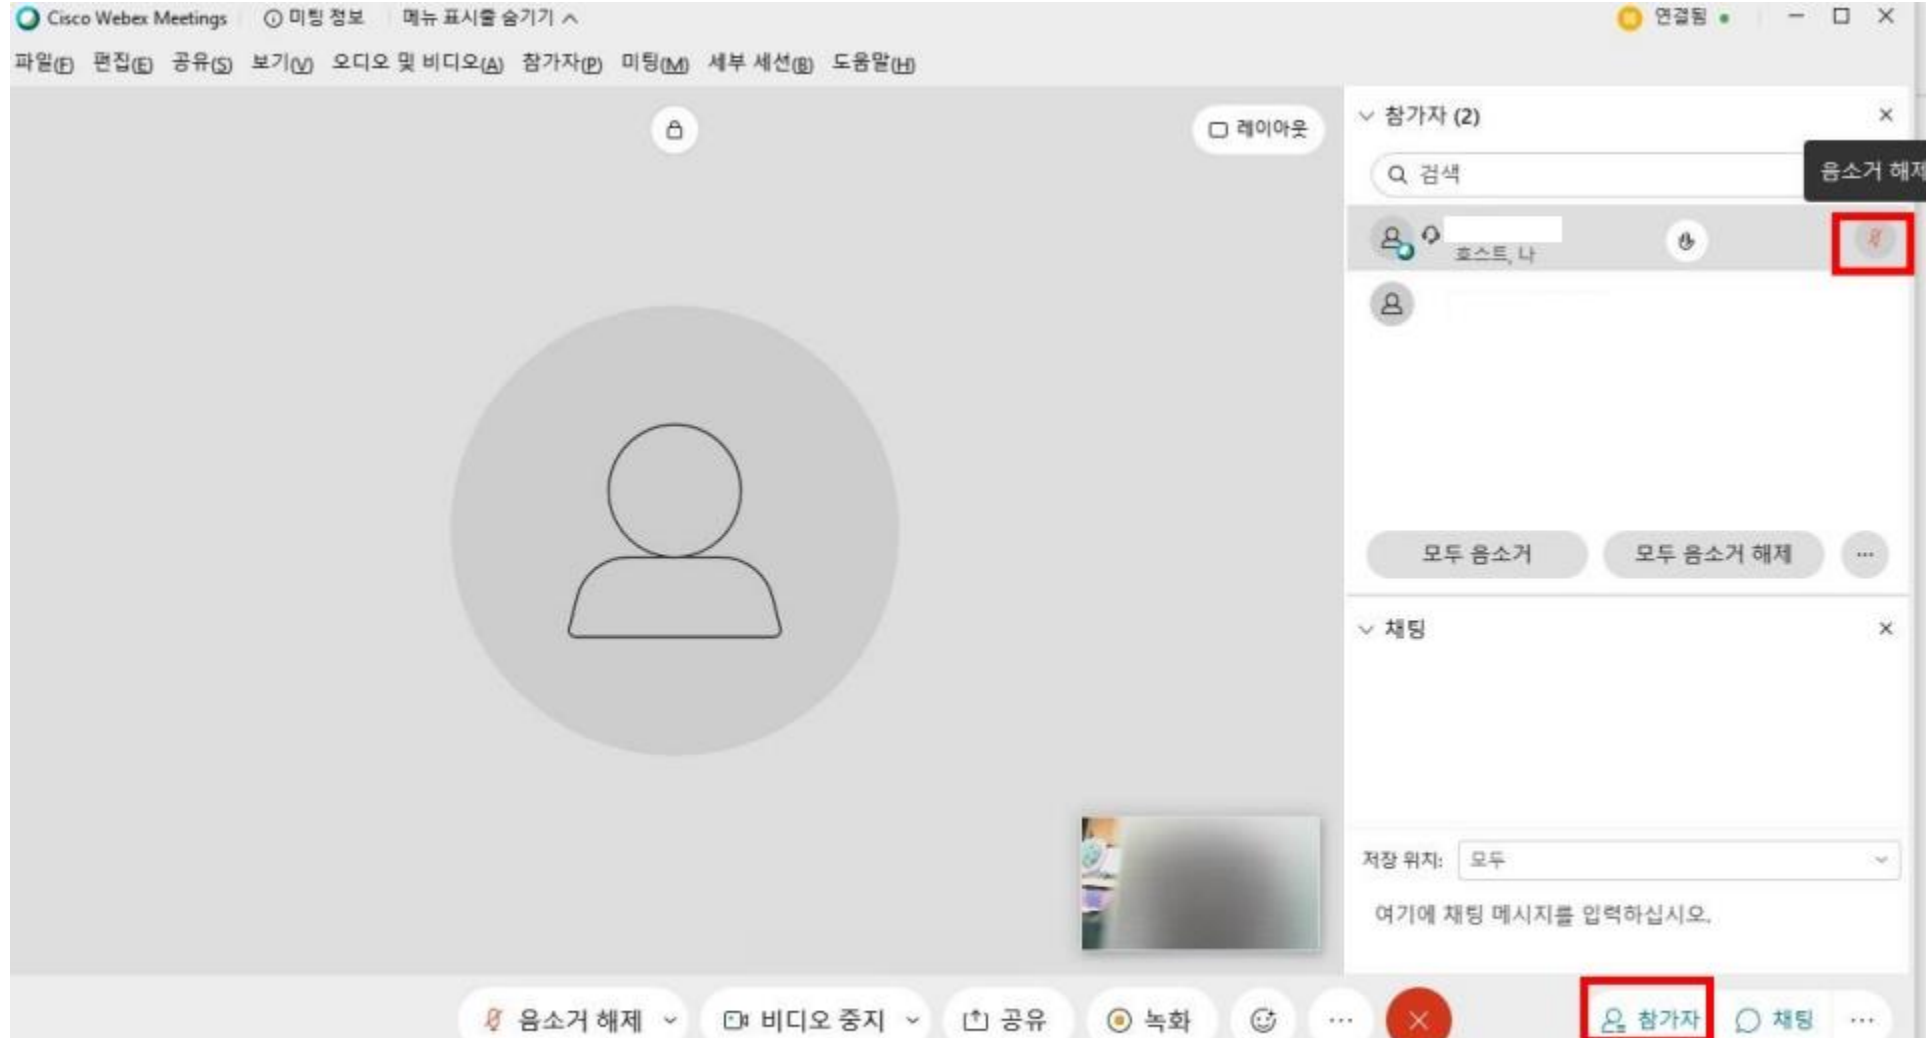 Cisco Webex Meetings 미팅 정보 메뉴 표시줄 숨기기 연결됨
파일(F) 편집(E) 공유(S) 보기(V) 오디오 및 비디오(A) 참가자(P) 미팅(M) 세부 세션(B) 도움말(H)
레이아웃
참가자 (2)
검색
음소거 해제
호스트, 나
모두 음소거 모두 음소거 해제 ...
채팅
저장 위치: 모두
여기에 채팅 메시지를 입력하십시오.
음소거 해제 비디오 중지 공유 녹화 ... 참가자 채팅 ...